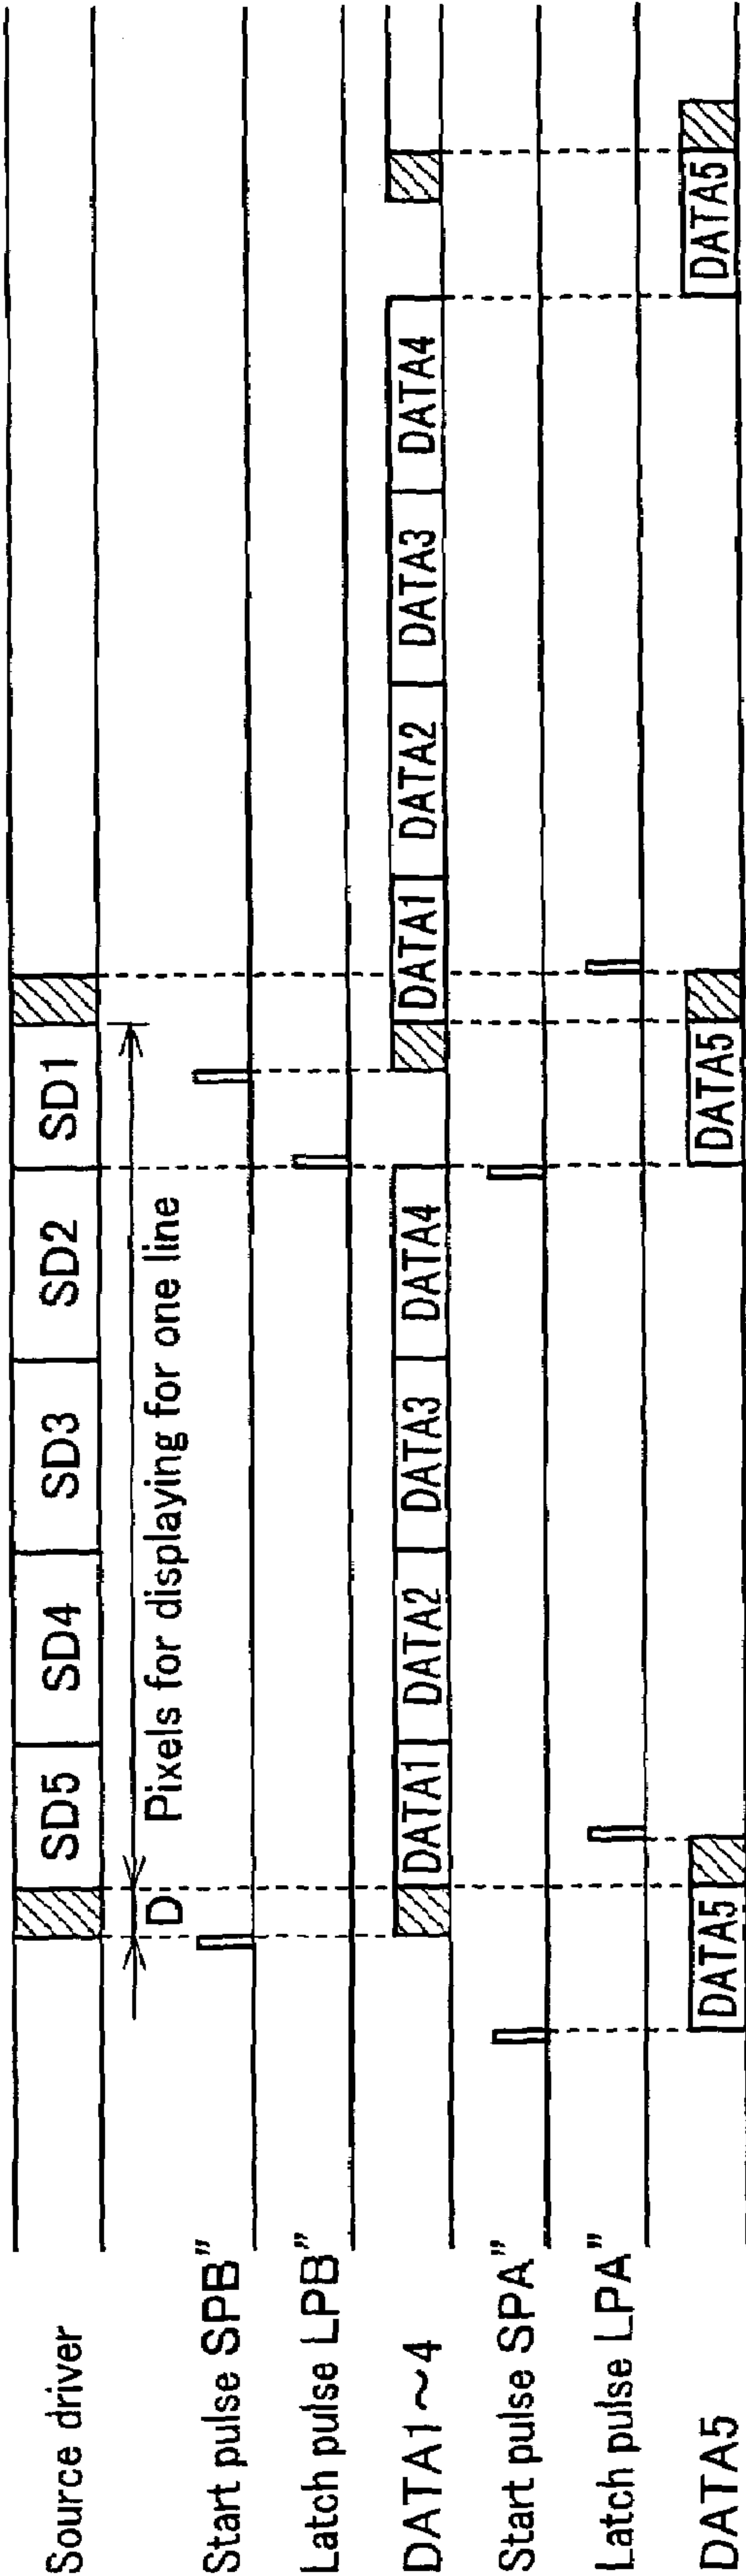 Source driver
SD5 SD4 SD3 SD2 SD1
D
Pixels for displaying for one line
Start pulse SPB"
Latch pulse LPB"
DATA1~4
DATA1 DATA2 DATA3 DATA4 DATA1 DATA2 DATA3 DATA4
Start pulse SPA"
Latch pulse LPA"
DATA5
DATA5 DATA5 DATA5